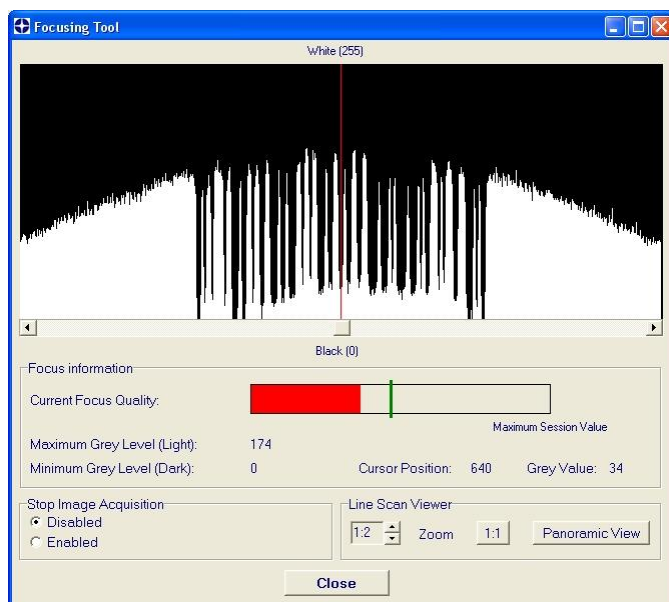 Focusing Tool
White (255)
Black (0)
Focus information
Current Focus Quality:
Maximum Session Value
Maximum Grey Level (Light): 174
Minimum Grey Level (Dark): 0 Cursor Position: 640 Grey Value: 34
Stop Image Acquisition
Disabled
Enabled
Line Scan Viewer
1:2 Zoom 1:1 Panoramic View
Close